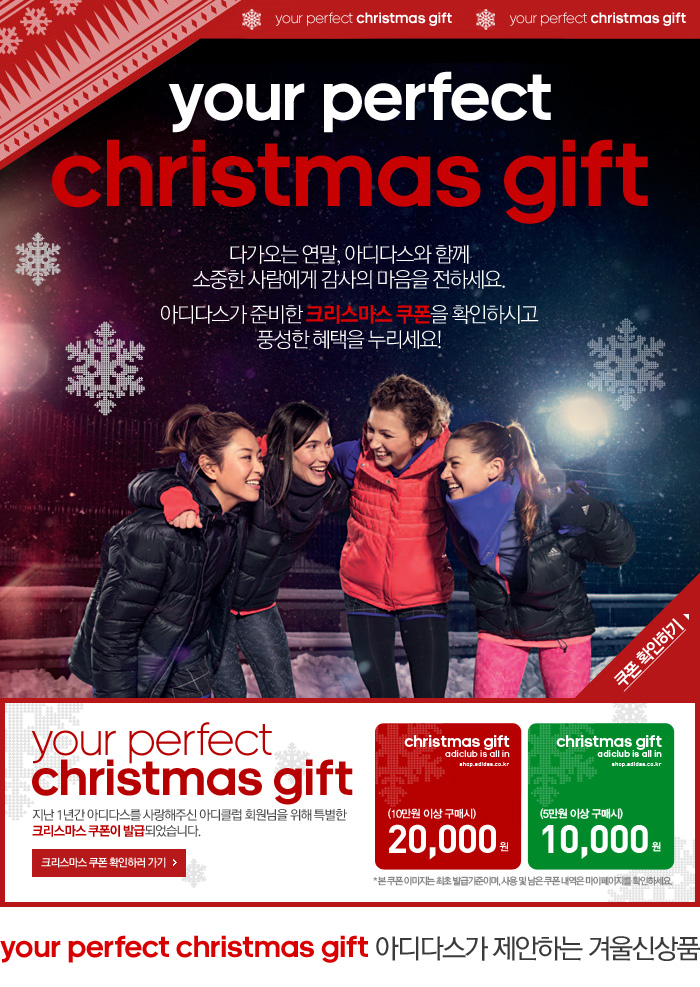 your perfect christmas gift your perfect christmas gift
your perfect
christmas gift
다가오는 연말, 아디다스와 함께
소중한 사람에게 감사의 마음을 전하세요.
아디다스가 준비한 크리스마스 쿠폰을 확인하시고
풍성한 혜택을 누리세요!
adidas
쿠폰 확인하기
your perfect
christmas gift
지난 1년간 아디다스를 사랑해주신 아디클럽 회원님을 위해 특별한
크리스마스 쿠폰이 발급되었습니다.
크리스마스 쿠폰 확인하러 가기 >
christmas gift
adiclub is all in
shop.adidas.co.kr
(10만원 이상 구매시)
20,000 원
christmas gift
adiclub is all in
shop.adidas.co.kr
(5만원 이상 구매시)
10,000 원
*본 쿠폰 이미지는 최초 발급기준이며, 사용 및 남은 쿠폰 내역은 마이페이지를 확인하세요.
your perfect christmas gift 아디다스가 제안하는 겨울신상품